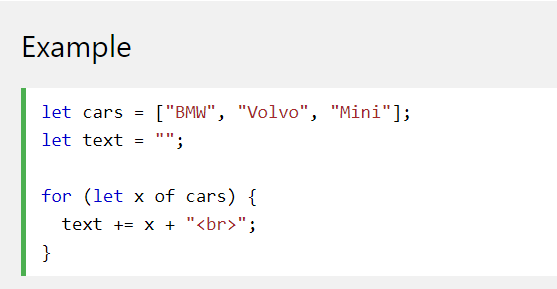 Example
let cars = ["BMW", "Volvo", "Mini"];
let text = "";
for (let x of cars) {
  text += x + "<br>";
}